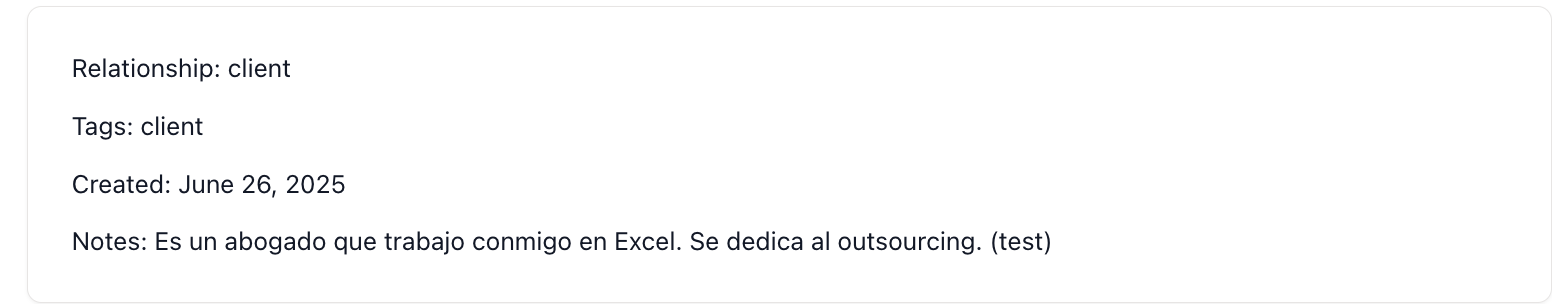 Relationship: client
Tags: client
Created: June 26, 2025
Notes: Es un abogado que trabajo conmigo en Excel. Se dedica al outsourcing. (test)